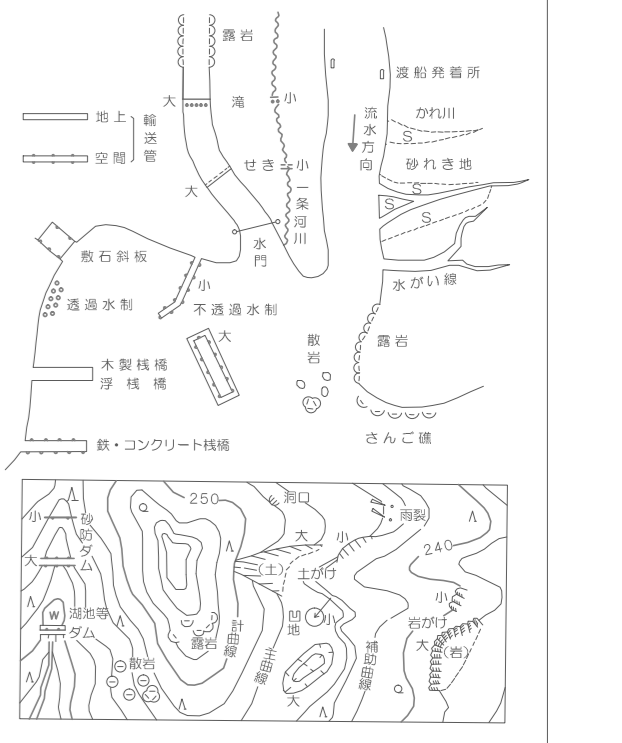 露岩
渡船発着所
大
滝
小
地上
空間
輸送管
流水方向
かれ川
S
せき
小
砂れき地
大
一条河川
S
S
S
水門
敷石斜板
小
水がい線
透過水制
不透過水制
大
散岩
露岩
木製桟橋
浮桟橋
さんご礁
鉄・コンクリート桟橋
250
洞口
小
砂防ダム
大
雨裂
大
小
240
(土)
土がけ
小
W
湖池等
ダム
凹地
小
岩がけ
大
(岩)
露岩
計曲線
主曲線
補助曲線
散岩
大